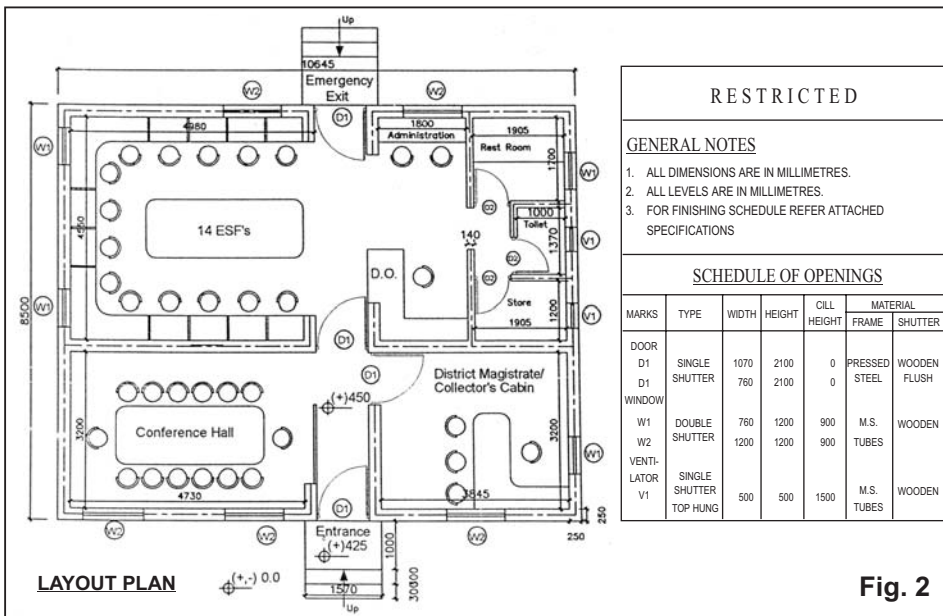 Up
10645
Emergency
Exit
W2
W2
D1
4980
1800
Administration
1905
Rest Room
1700
W1
W1
D2
1000
Toilet
14 ESF's
4550
140
1370
V1
D2
D.O.
D2
Store
1200
V1
W1
8500
1905
D1
D1
District Magistrate/
Collector's Cabin
(+)450
Conference Hall
3200
3200
W1
4730
3845
D1
W2
W2
W2
Entrance
(+)425
1000
250
250
LAYOUT PLAN
(+,-) 0.0
1570
Up
Fig. 2
RESTRICTED
GENERAL NOTES
1. ALL DIMENSIONS ARE IN MILLIMETRES.
2. ALL LEVELS ARE IN MILLIMETRES.
3. FOR FINISHING SCHEDULE REFER ATTACHED
SPECIFICATIONS
SCHEDULE OF OPENINGS
MARKS TYPE WIDTH HEIGHT CILL HEIGHT MATERIAL
FRAME SHUTTER
DOOR
D1 SINGLE 1070 2100 0 PRESSED WOODEN
D1 SHUTTER 760 2100 0 STEEL FLUSH
WINDOW
W1 DOUBLE 760 1200 900 M.S. WOODEN
W2 SHUTTER 1200 1200 900 TUBES
VENTI-
LATOR SINGLE
V1 SHUTTER 500 500 1500 M.S. WOODEN
TOP HUNG TUBES